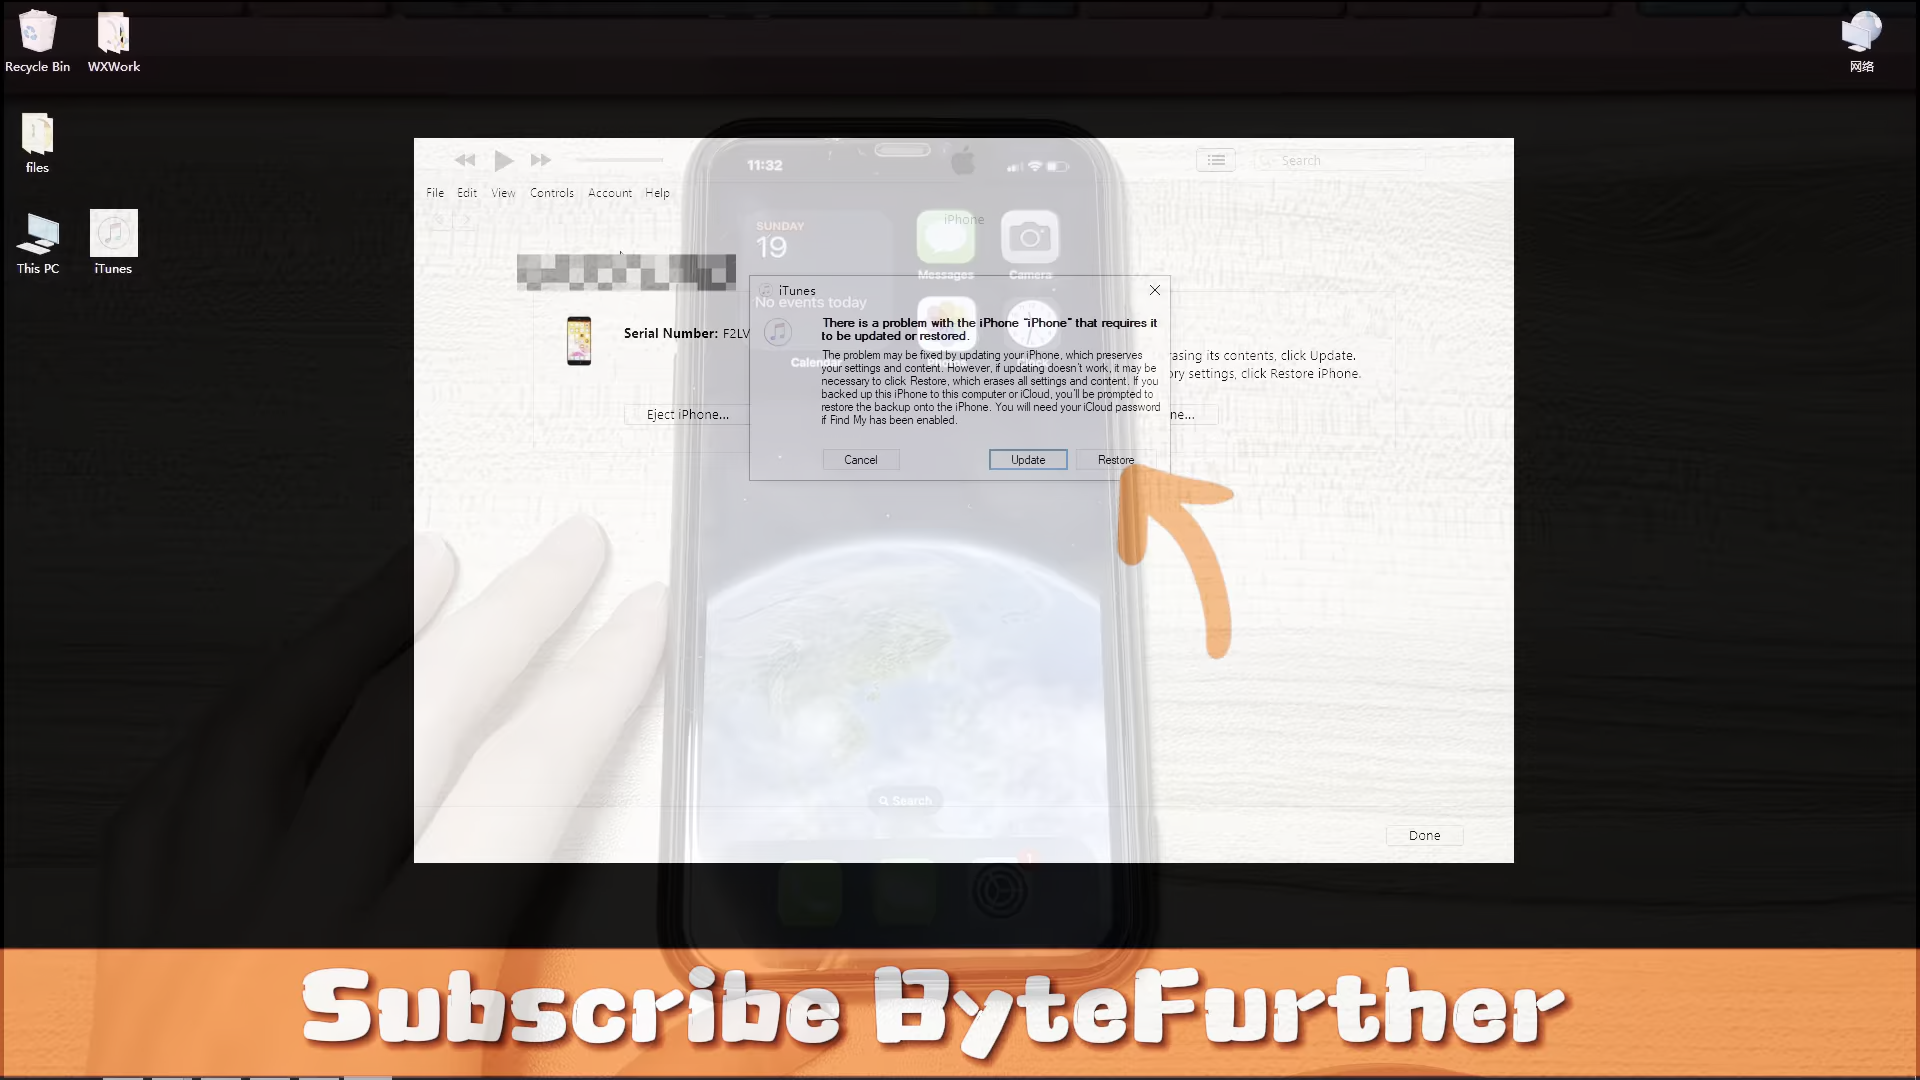 Recycle Bin
WXWork
网络
files
This PC
iTunes
Search
File Edit View Controls Account Help
iPhone
11:32
SUNDAY
19
No events today
Calendar
Messages
Camera
Serial Number: F2LV
asing its contents, click Update.
ory settings, click Restore iPhone.
Eject iPhone...
ne...
iTunes
There is a problem with the iPhone “iPhone” that requires it
to be updated or restored.
The problem may be fixed by updating your iPhone, which preserves
your settings and content. However, if updating doesn't work, it may be
necessary to click Restore, which erases all settings and content. If you
backed up this iPhone to this computer or iCloud, you'll be prompted to
restore the backup onto the iPhone. You will need your iCloud password
if Find My has been enabled.
Cancel
Update
Restore
Search
Done
1
Subscribe ByteFurther